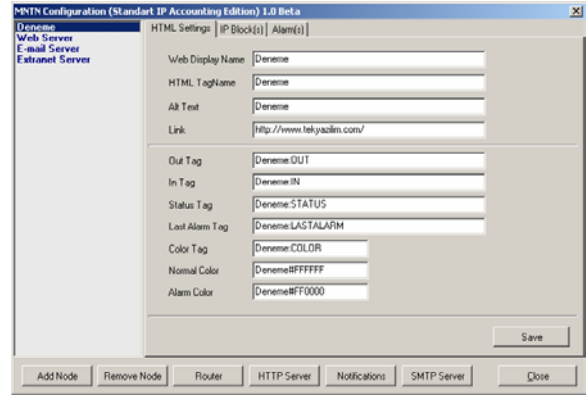 MNTN Configuration (Standart IP Accounting Edition) 1.0 Beta
Deneme
Web Server
E-mail Server
Extranet Server
HTML Settings IP Block(s) Alarm(s)
Web Display Name Deneme
HTML TagName Deneme
Alt Text Deneme
Link http://www.tekyazilim.com/
Out Tag Deneme:OUT
In Tag Deneme:IN
Status Tag Deneme:STATUS
Last Alarm Tag Deneme:LASTALARM
Color Tag Deneme:COLOR
Normal Color Deneme#FFFFFF
Alarm Color Deneme#FF0000
Save
Add Node Remove Node Router HTTP Server Notifications SMTP Server Close